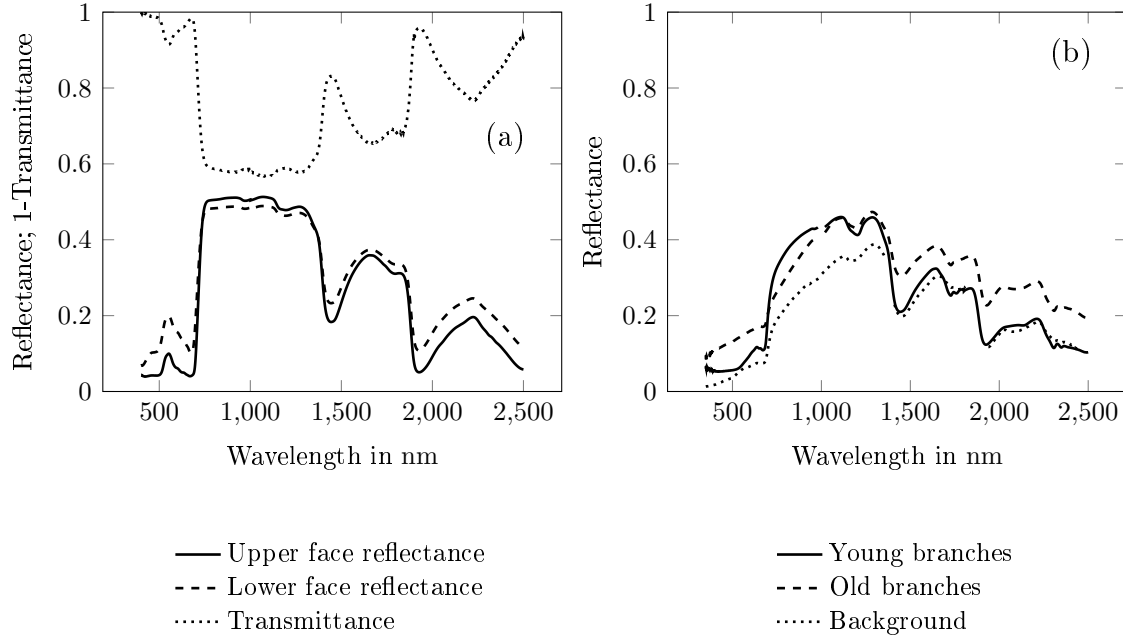 1
0.8
0.6
0.4
0.2
0
500
1,000
1,500
2,000
2,500
Reflectance; 1-Transmittance
Wavelength in nm
(a)
Upper face reflectance
Lower face reflectance
Transmittance
1
0.8
0.6
0.4
0.2
0
500
1,000
1,500
2,000
2,500
Reflectance
Wavelength in nm
(b)
Young branches
Old branches
Background